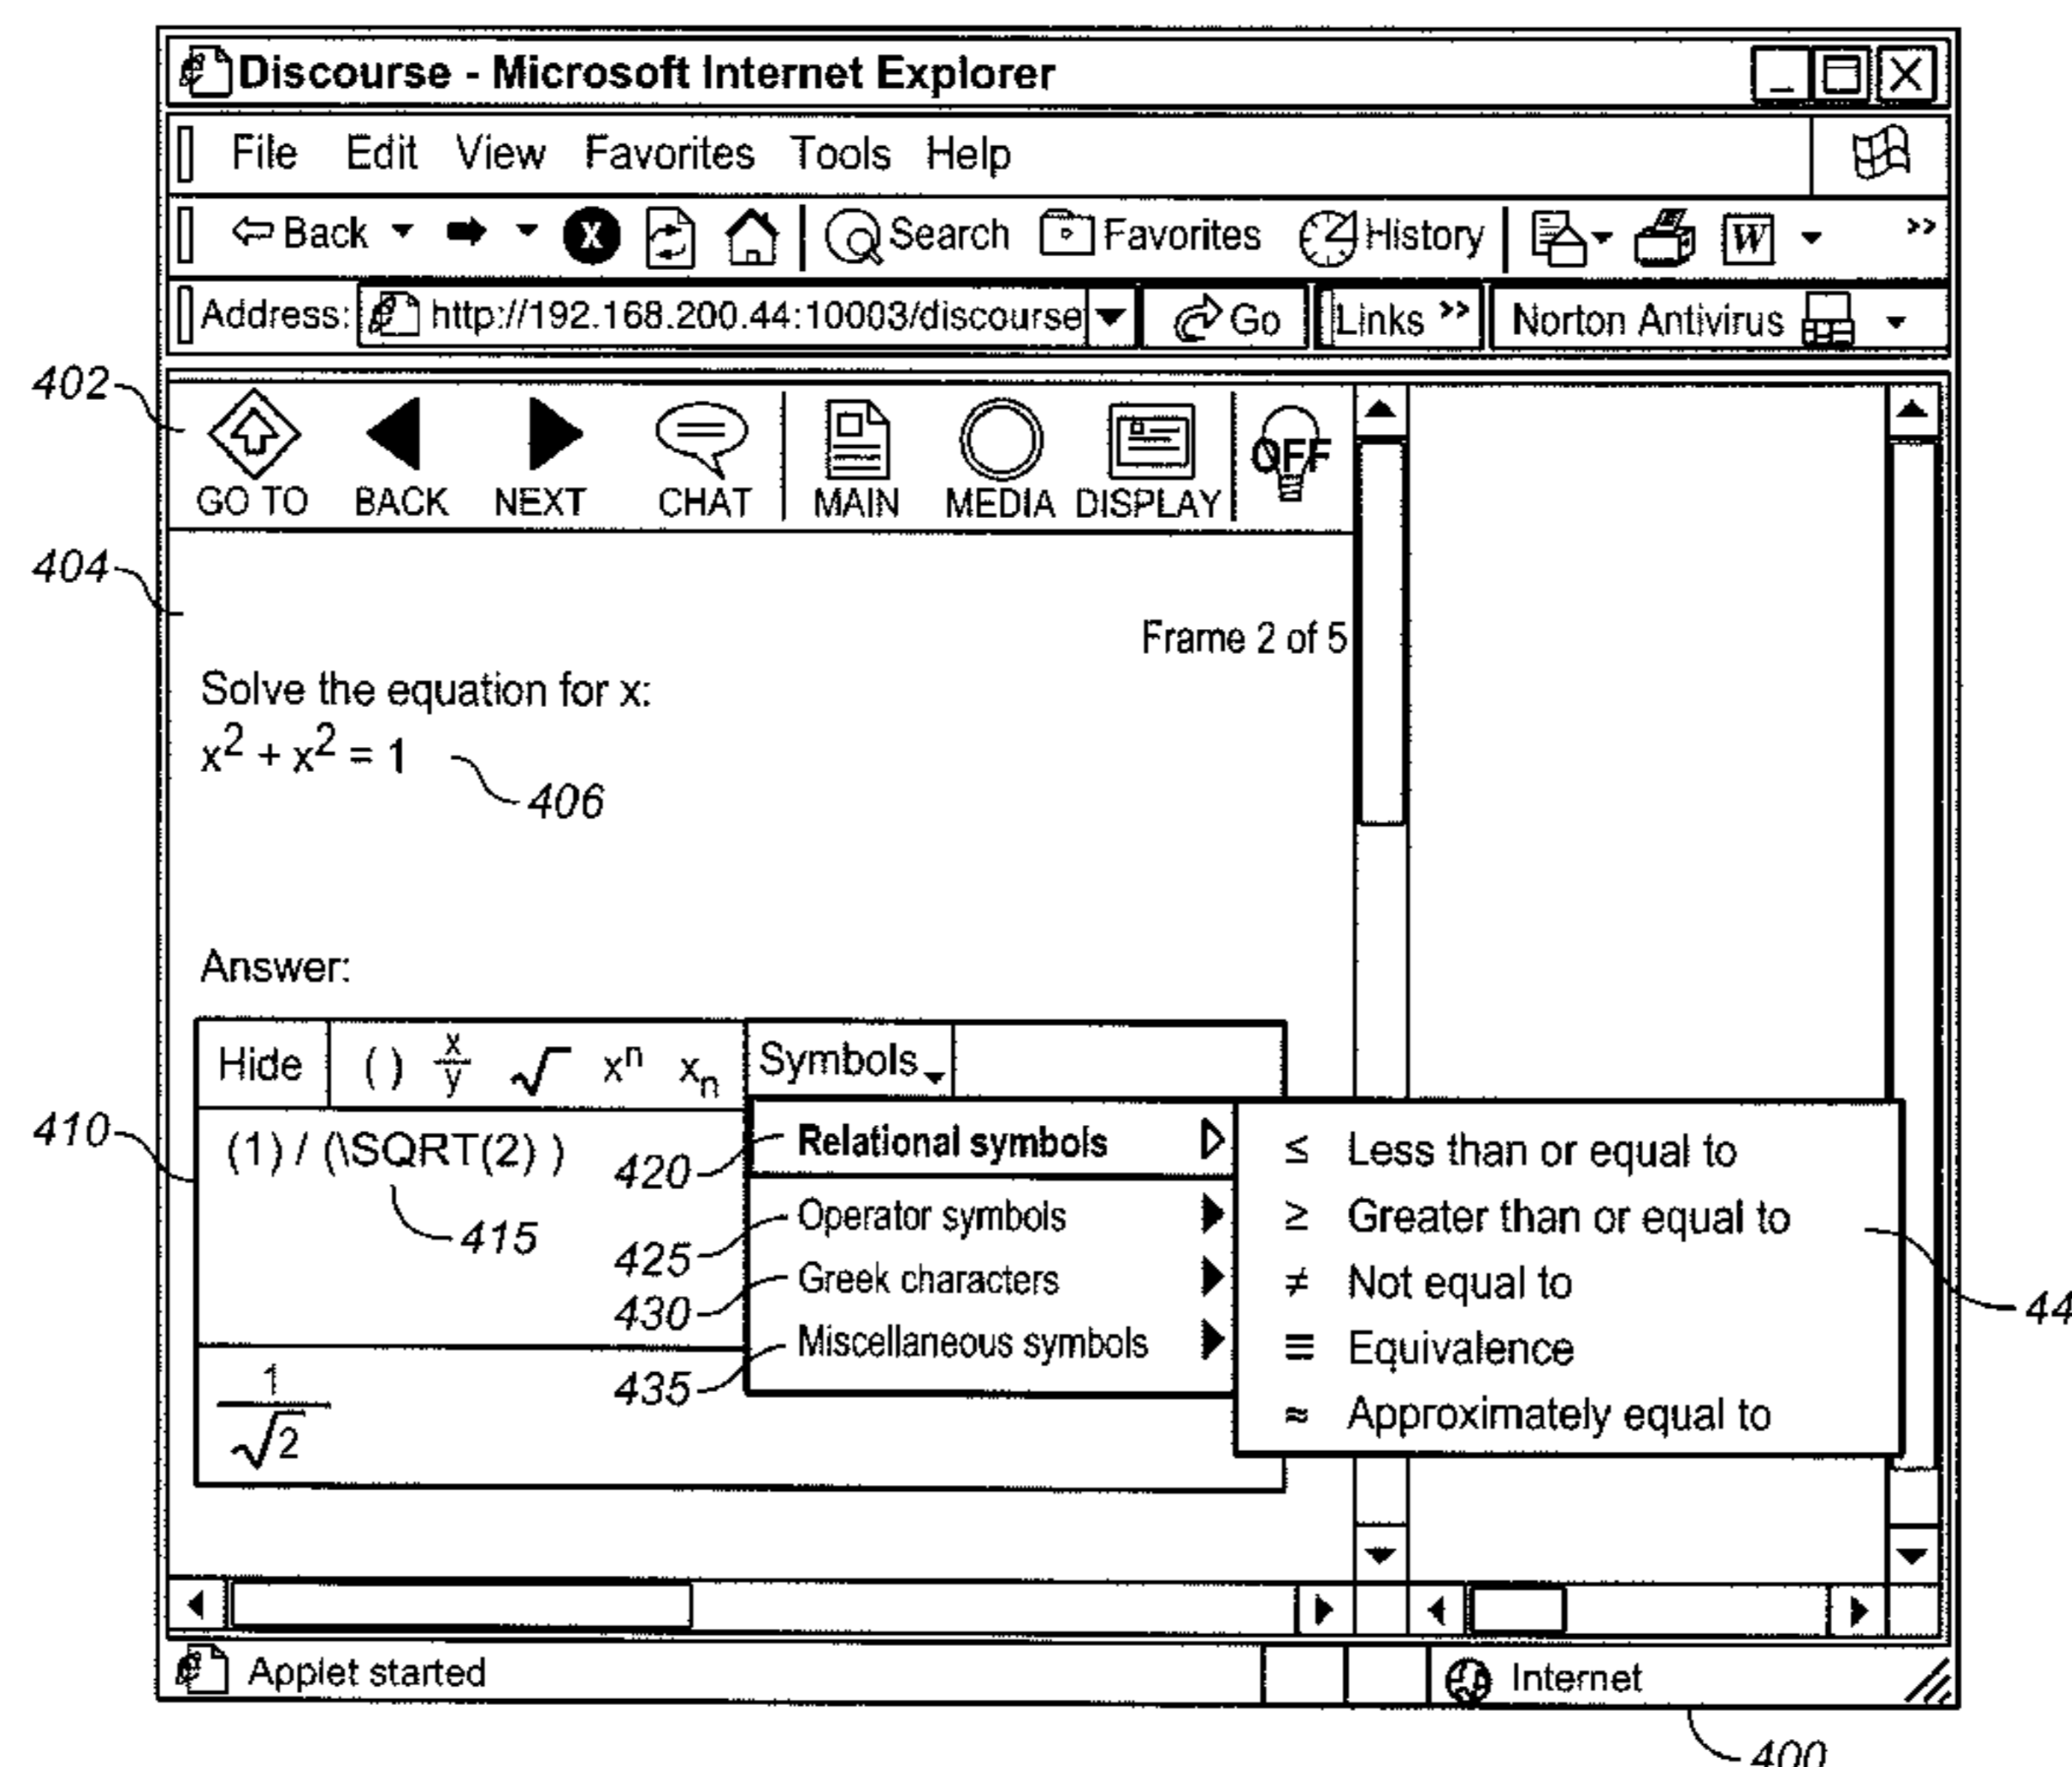 Discourse - Microsoft Internet Explorer
File Edit View Favorites Tools Help
Back X Search Favorites History W »
Address: http://192.168.200.44:10003/discourse Go Links » Norton Antivirus
402
OFF
GO TO BACK NEXT CHAT MAIN MEDIA DISPLAY
404
Frame 2 of 5
Solve the equation for x:
x² + x² = 1
406
Answer:
Hide ( ) x/y √ xⁿ xₙ Symbols
410
(1) / (\SQRT(2) )
415
420 Relational symbols
425 Operator symbols
430 Greek characters
435 Miscellaneous symbols
≤ Less than or equal to
≥ Greater than or equal to
≠ Not equal to
≡ Equivalence
≈ Approximately equal to
44
1/√2
Applet started Internet
400